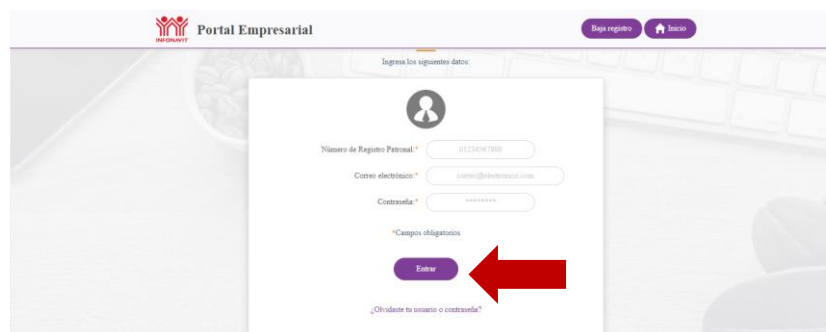 INFONAVIT
Portal Empresarial
Baja registro
Inicio
Ingresa los siguientes datos:
Número de Registro Patronal:*
01234567890
Correo electrónico:*
correo@electronico.com
Contraseña:*
********
*Campos obligatorios
Entrar
¿Olvidaste tu usuario o contraseña?